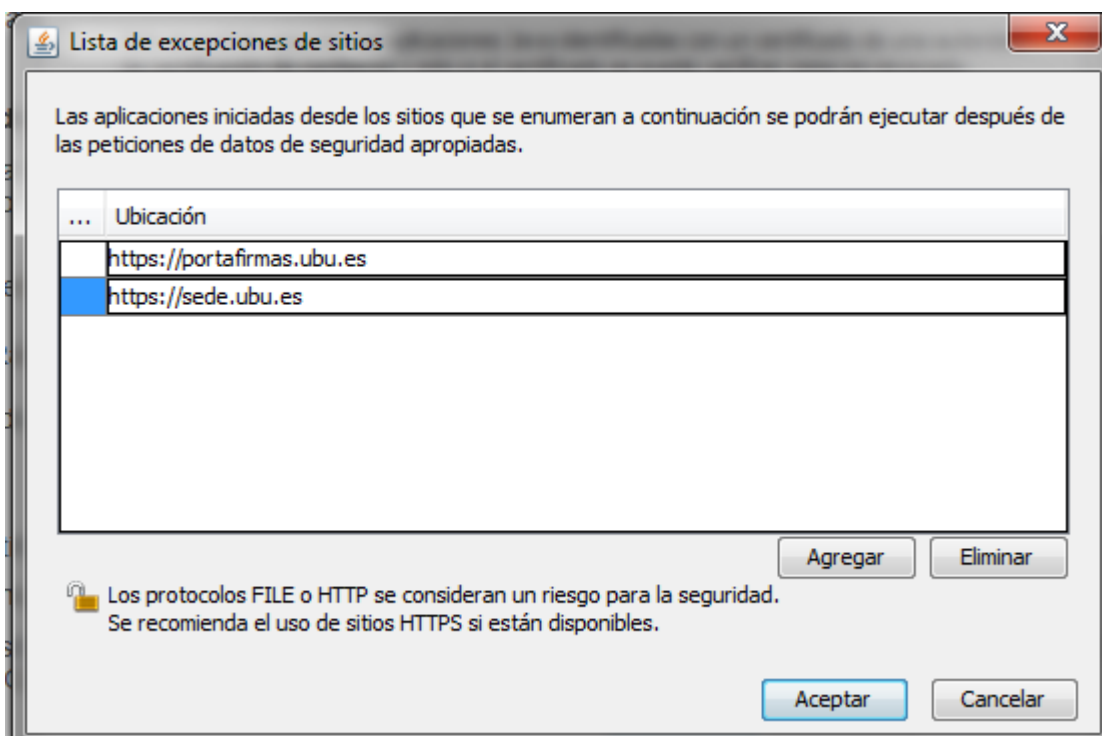 Lista de excepciones de sitios
Las aplicaciones iniciadas desde los sitios que se enumeran a continuación se podrán ejecutar después de
las peticiones de datos de seguridad apropiadas.
... Ubicación
https://portafirmas.ubu.es
https://sede.ubu.es
Agregar Eliminar
Los protocolos FILE o HTTP se consideran un riesgo para la seguridad.
Se recomienda el uso de sitios HTTPS si están disponibles.
Aceptar Cancelar